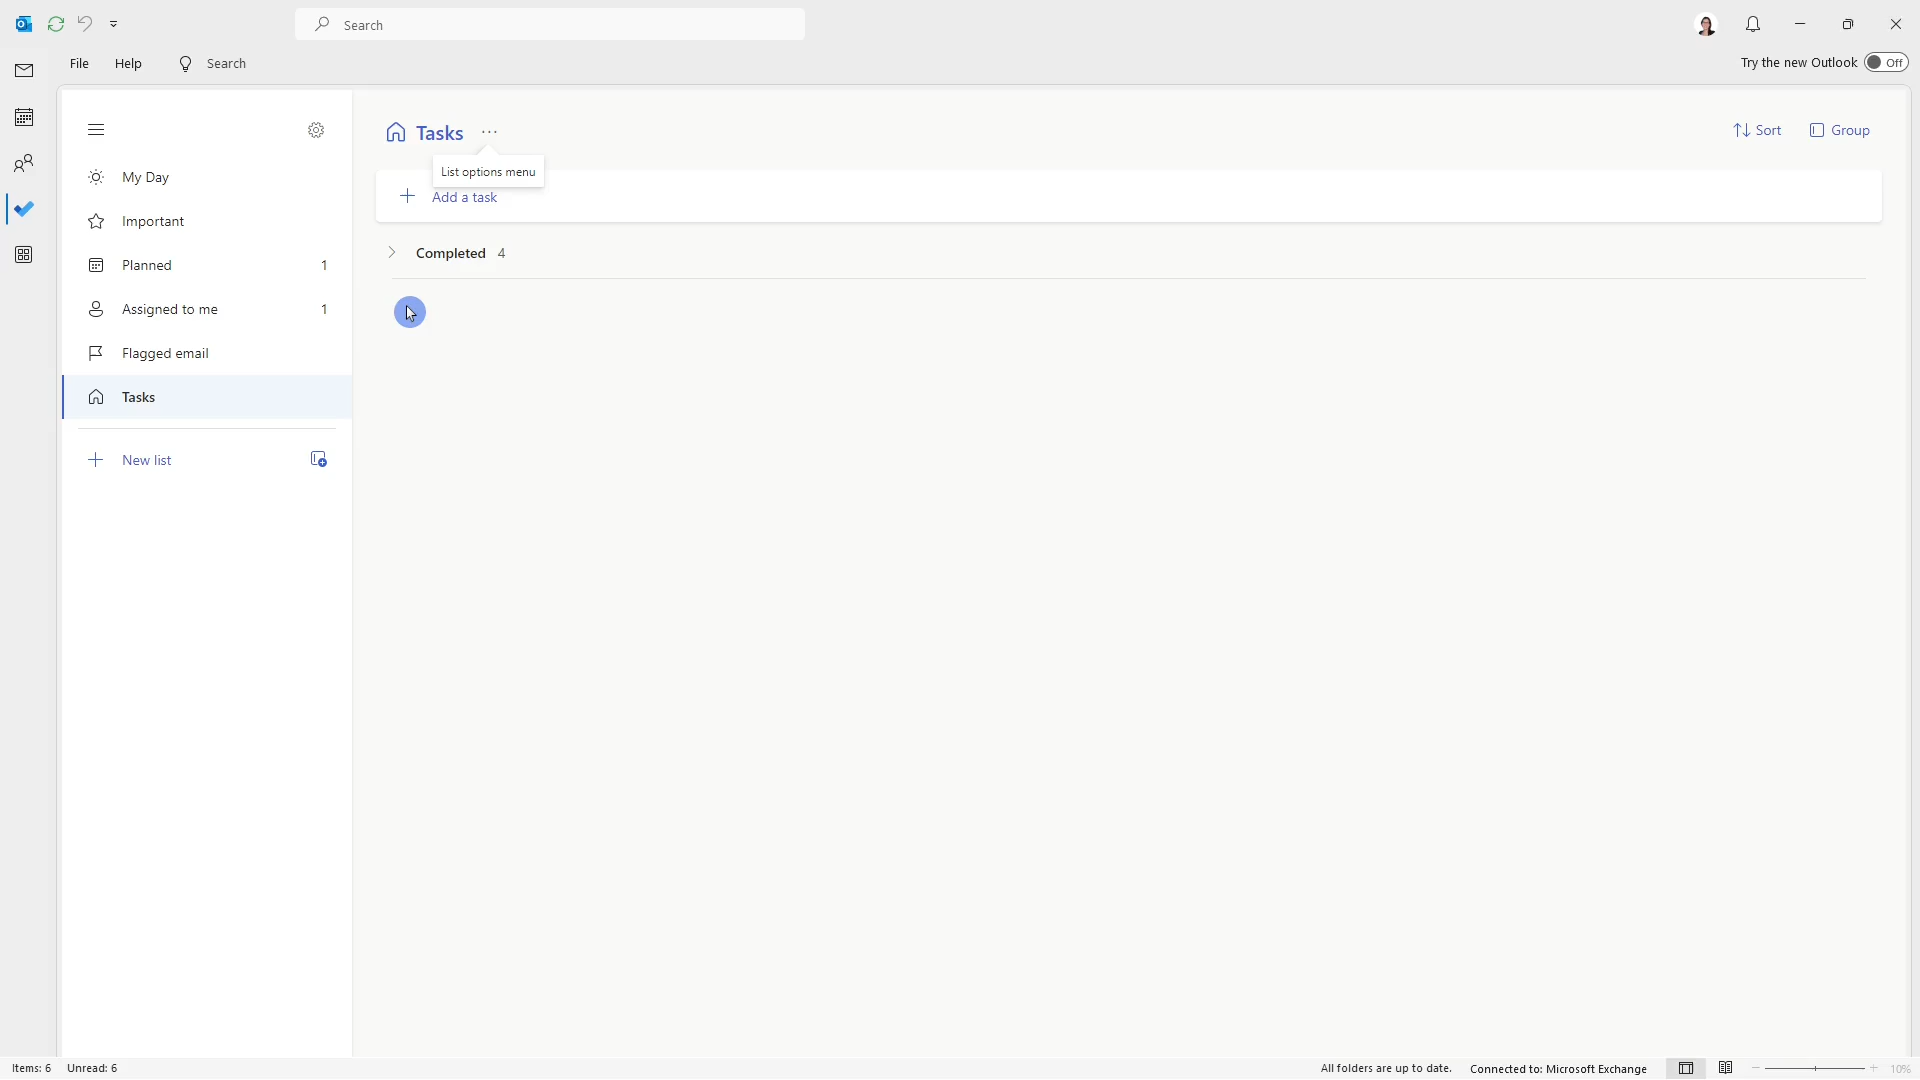 Search
File Help Search
Try the new Outlook Off
Tasks
Sort Group
List options menu
Add a task
Completed 4
My Day
Important
Planned 1
Assigned to me 1
Flagged email
Tasks
New list
Items: 6 Unread: 6
All folders are up to date. Connected to: Microsoft Exchange
10%